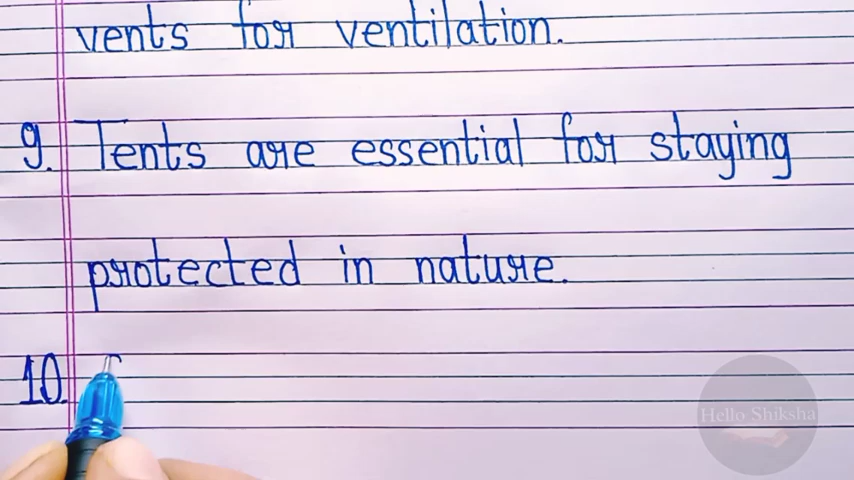 vents for ventilation.
9. Tents are essential for staying
protected in nature.
10.
Hello Shiksha